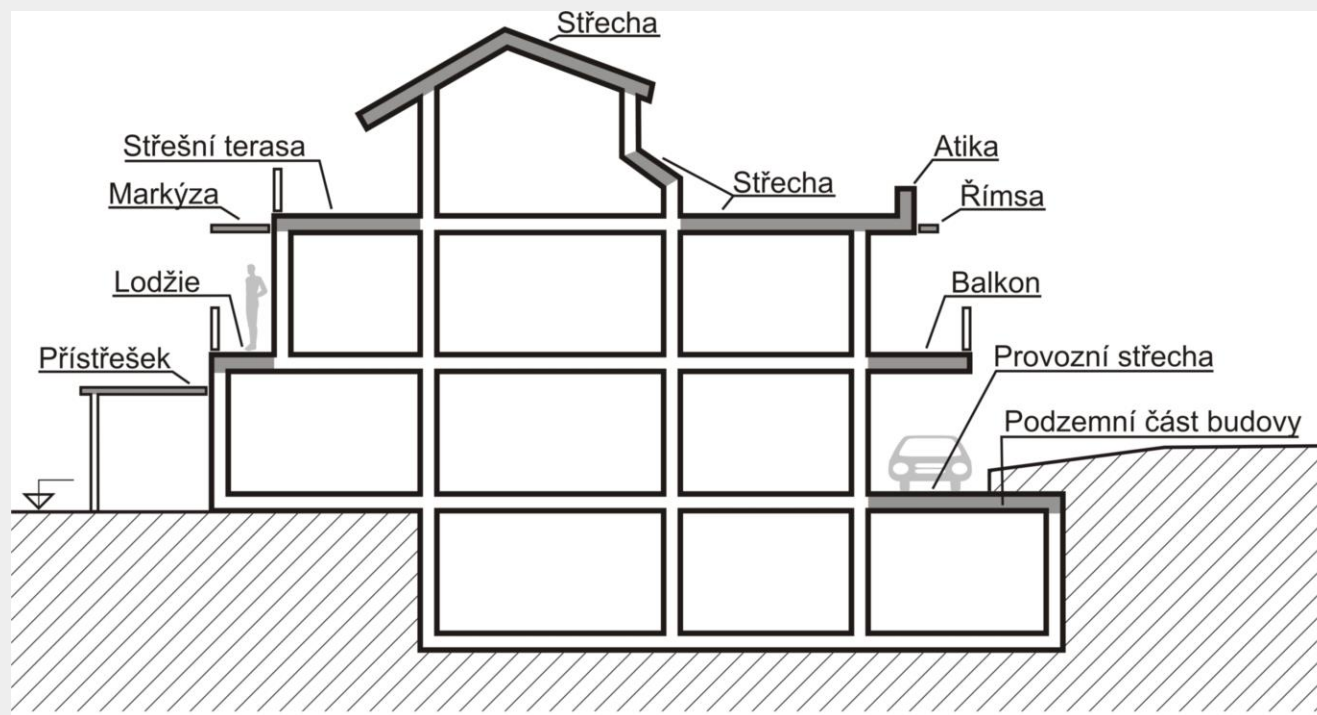 Střecha
Střešní terasa
Atika
Střecha
Markýza
Římsa
Lodžie
Balkon
Přístřešek
Provozní střecha
Podzemní část budovy